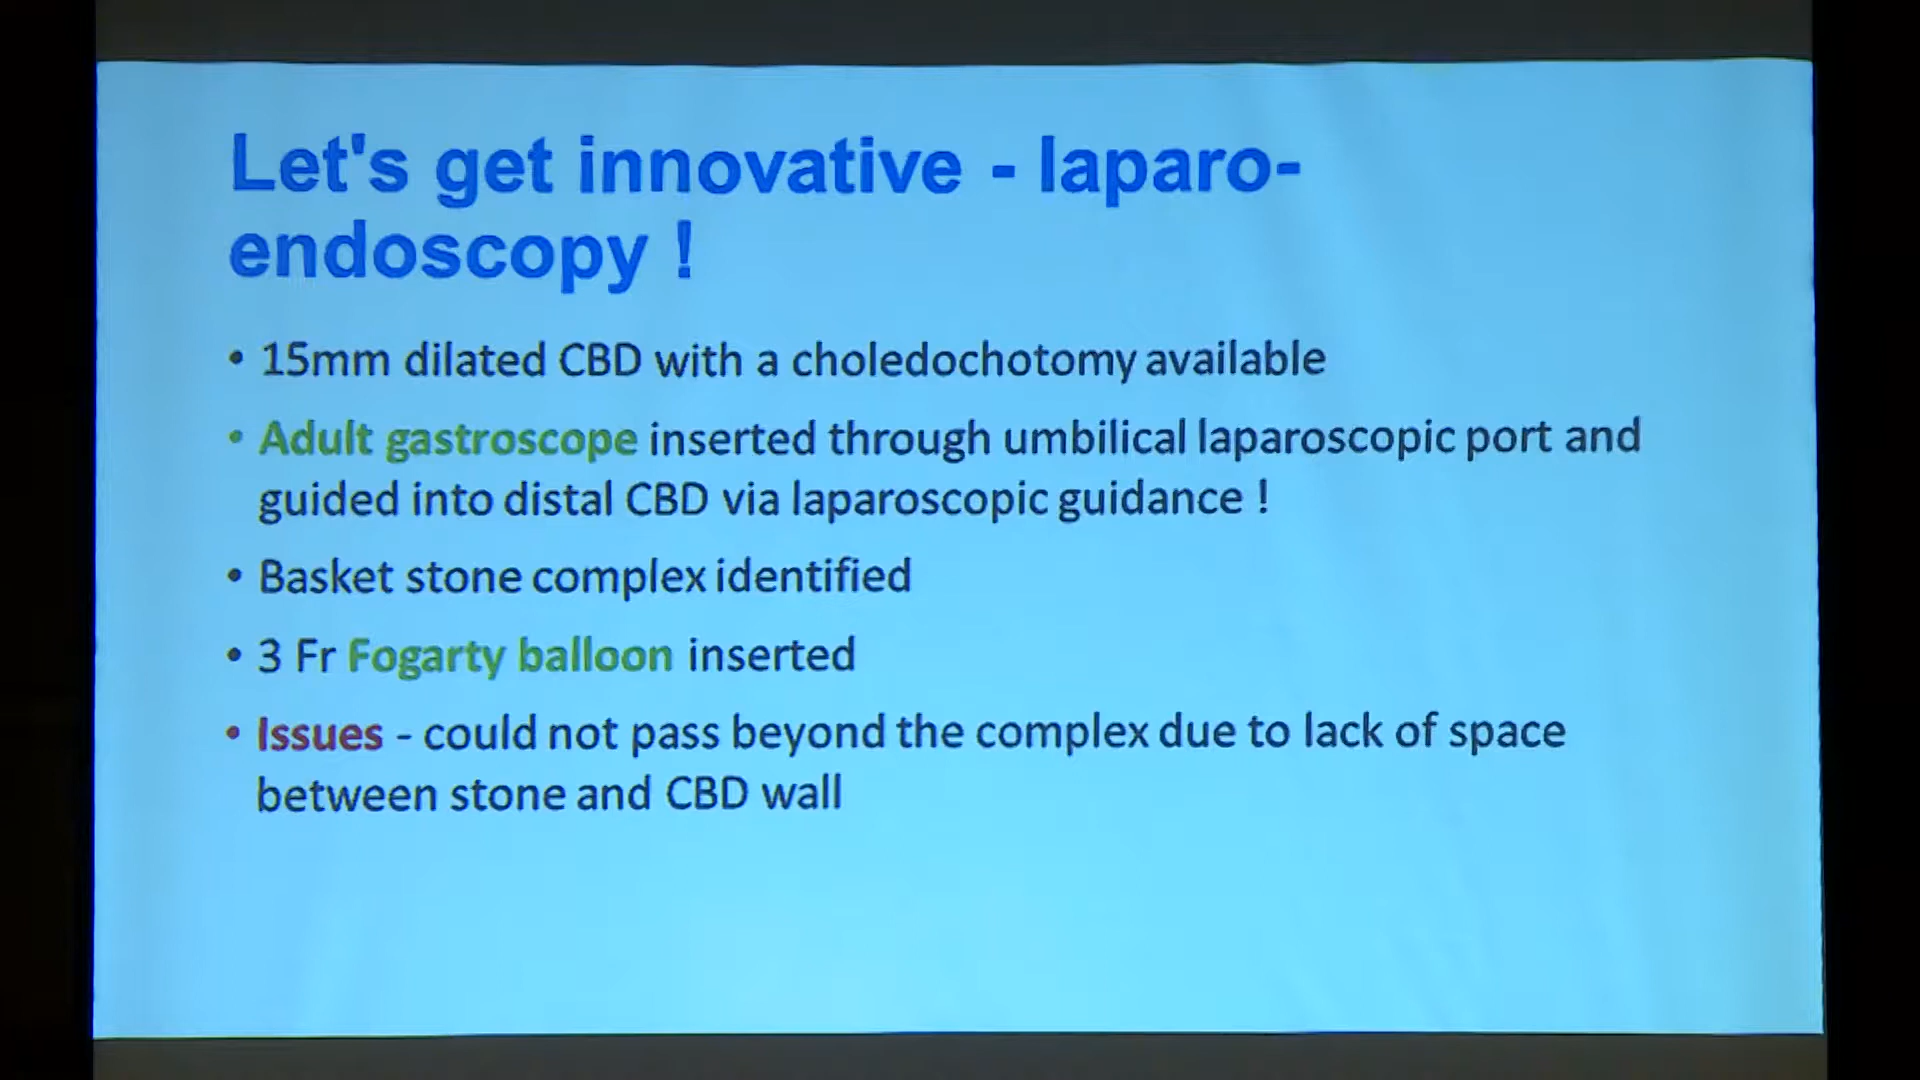 Let's get innovative - laparo-
endoscopy !
• 15mm dilated CBD with a choledochotomy available
• Adult gastroscope inserted through umbilical laparoscopic port and
guided into distal CBD via laparoscopic guidance !
• Basket stone complex identified
• 3 Fr Fogarty balloon inserted
• Issues - could not pass beyond the complex due to lack of space
between stone and CBD wall